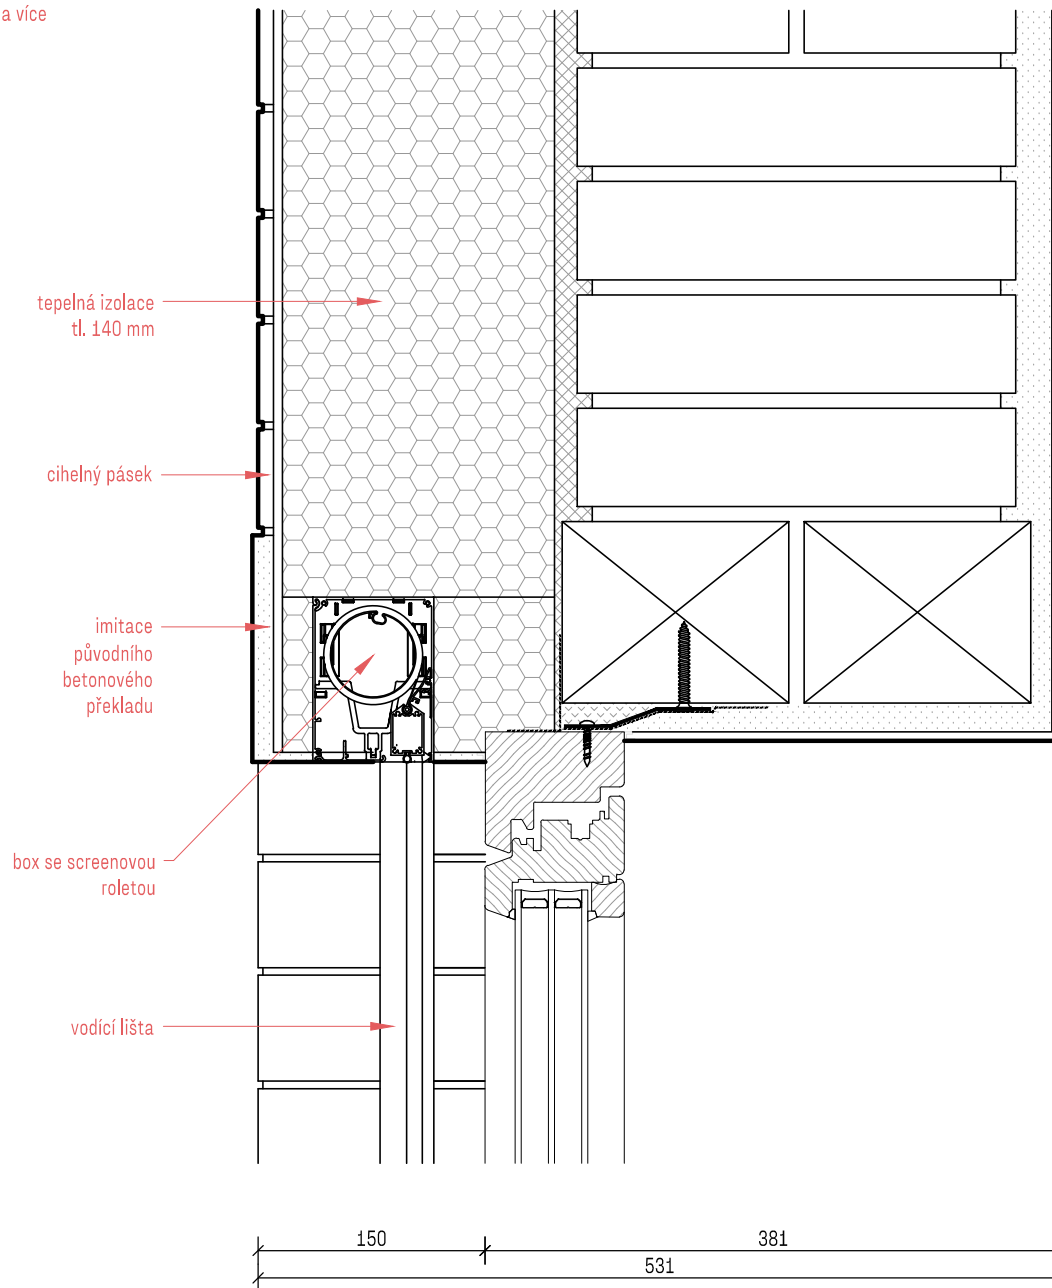 a více
tepelná izolace
tl. 140 mm
cihelný pásek
imitace
původního
betonového
překladu
box se screenovou
roletou
vodící lišta
150
381
531